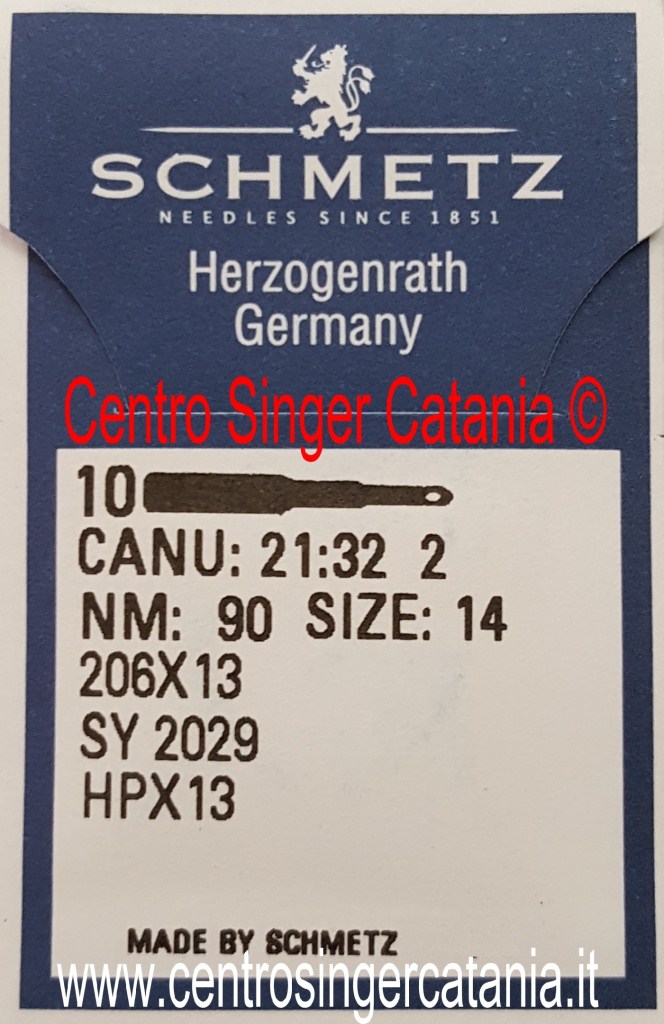 SCHMETZ
NEEDLES SINCE 1851
Herzogenrath
Germany
Centro Singer Catania ©
10
CANU: 21:32 2
NM: 90 SIZE: 14
206X13
SY 2029
HPX13
MADE BY SCHMETZ
www.centrosingercatania.it